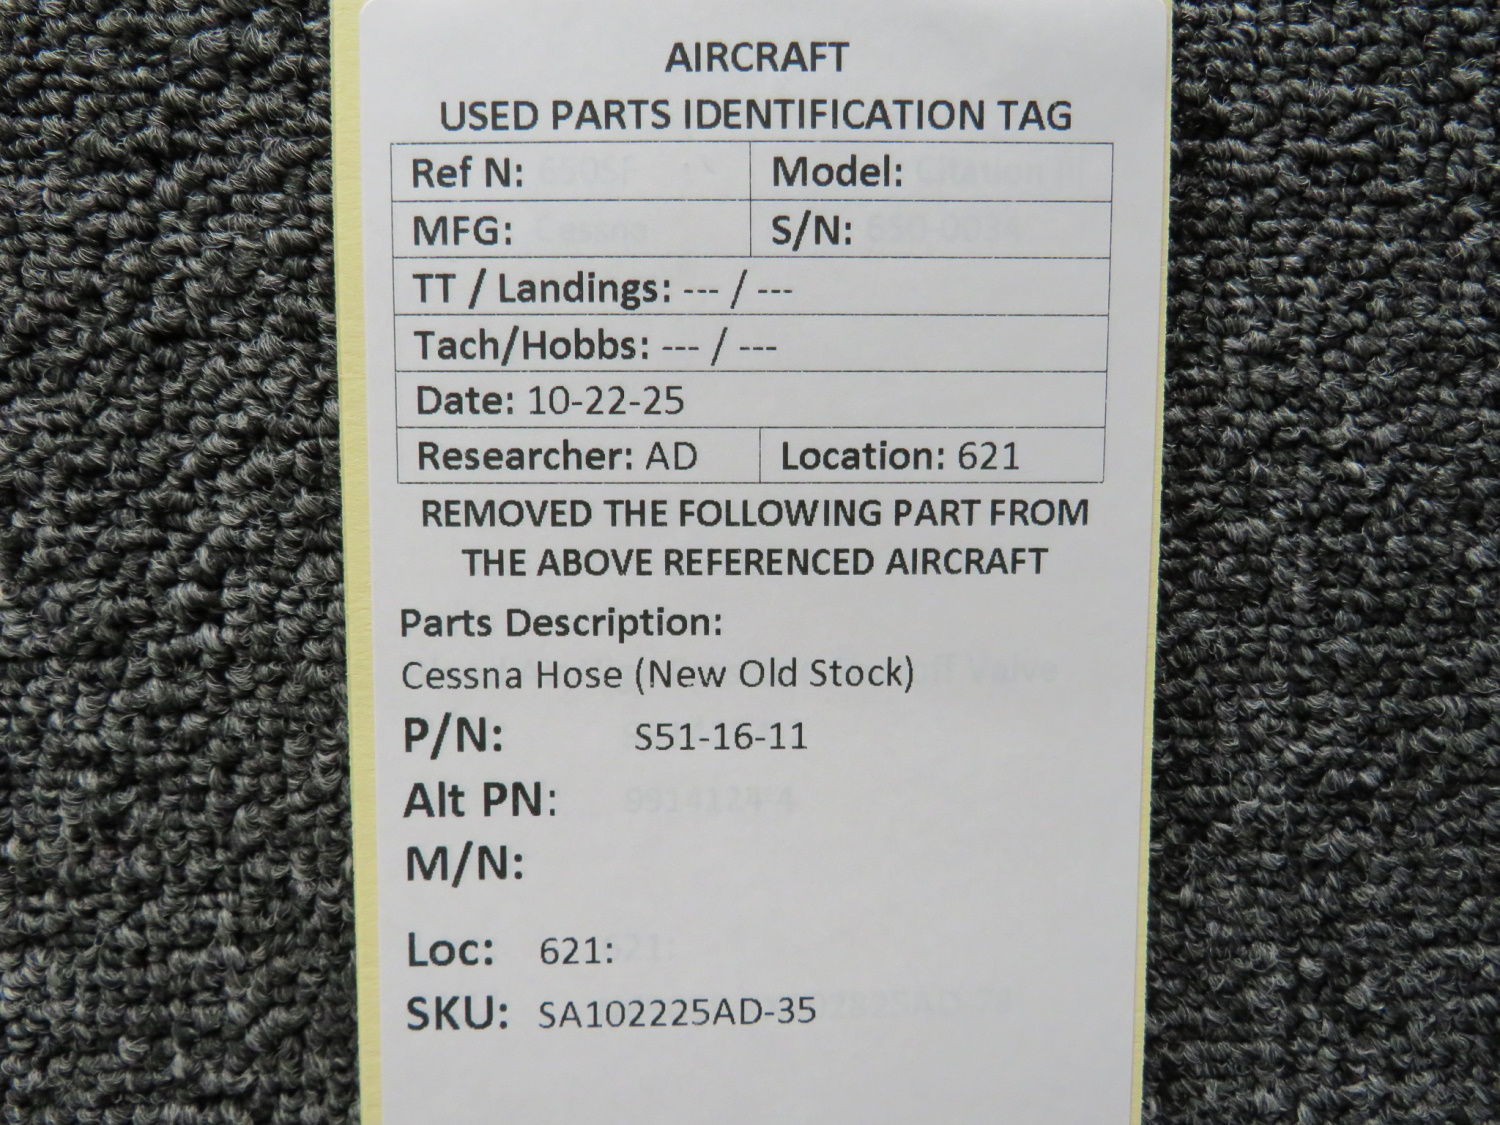 AIRCRAFT
USED PARTS IDENTIFICATION TAG
Ref N: Model:
MFG: S/N:
TT / Landings: --- / ---
Tach/Hobbs: --- / ---
Date: 10-22-25
Researcher: AD Location: 621
REMOVED THE FOLLOWING PART FROM
THE ABOVE REFERENCED AIRCRAFT
Parts Description:
Cessna Hose (New Old Stock)
P/N: S51-16-11
Alt PN:
M/N:
Loc: 621:
SKU: SA102225AD-35